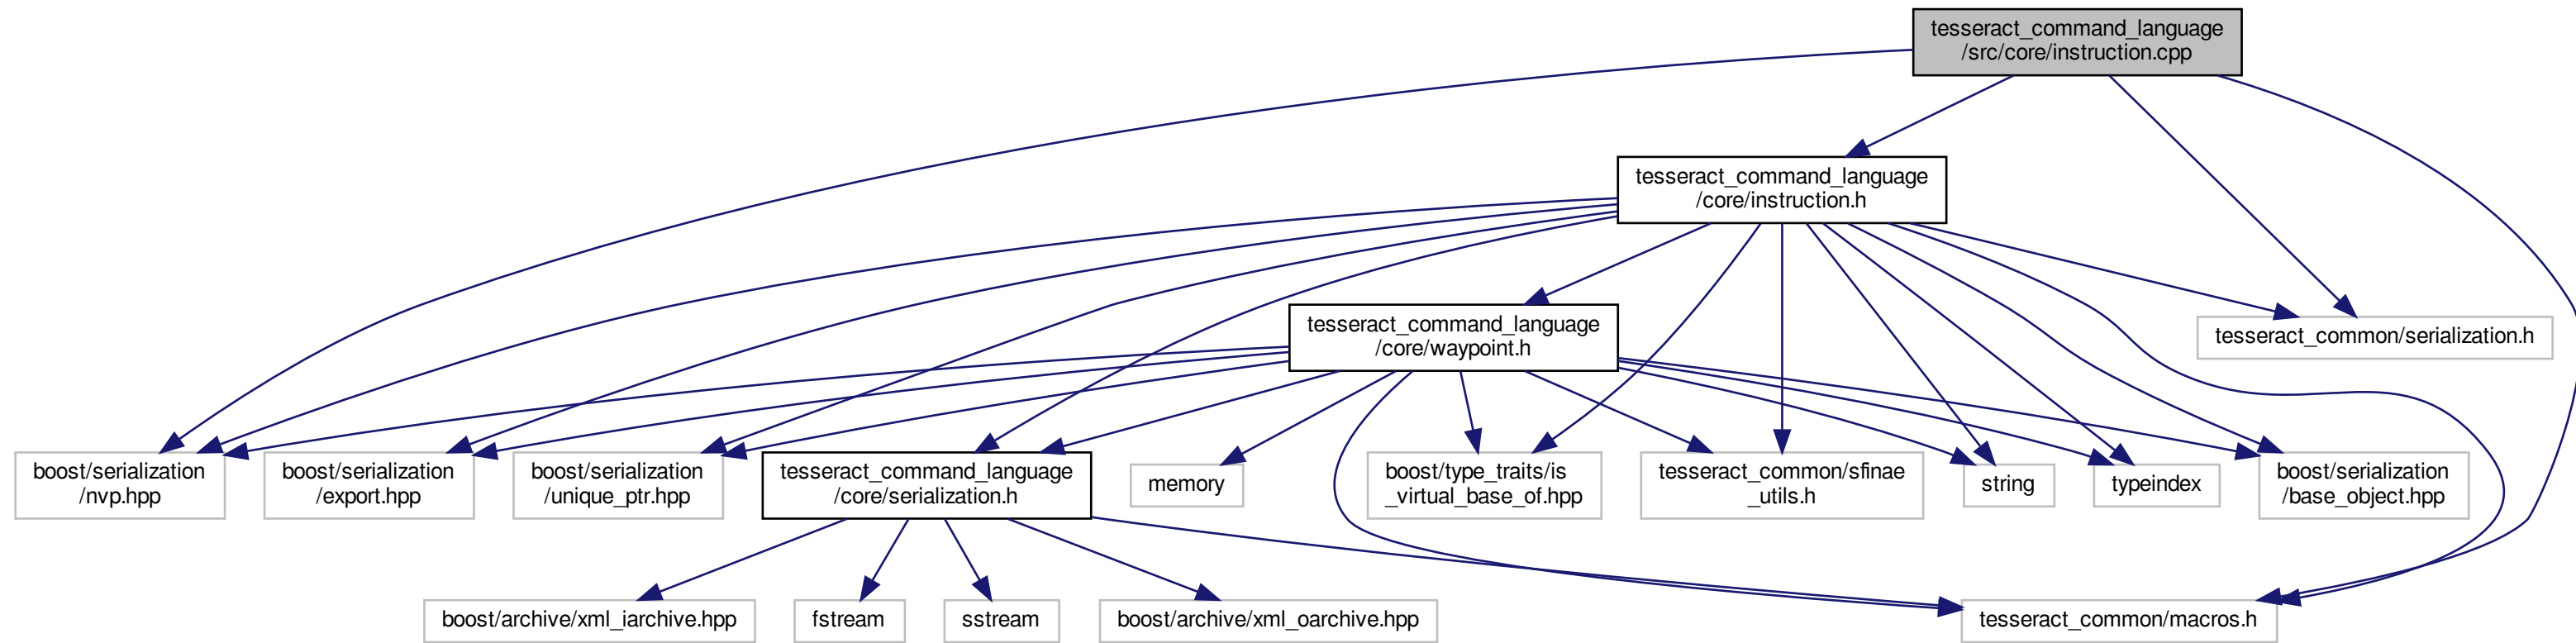 tesseract_command_language
/src/core/instruction.cpp
tesseract_command_language
/core/instruction.h
tesseract_command_language
/core/waypoint.h
tesseract_common/serialization.h
boost/serialization
/nvp.hpp
boost/serialization
/export.hpp
boost/serialization
/unique_ptr.hpp
tesseract_command_language
/core/serialization.h
memory
boost/type_traits/is
_virtual_base_of.hpp
tesseract_common/sfinae
_utils.h
string
typeindex
boost/serialization
/base_object.hpp
boost/archive/xml_iarchive.hpp
fstream
sstream
boost/archive/xml_oarchive.hpp
tesseract_common/macros.h